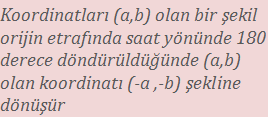 Koordinatları (a,b) olan bir şekil
orijin etrafında saat yönünde 180
derece döndürüldüğünde (a,b)
olan koordinatı (-a ,-b) şekline
dönüşür